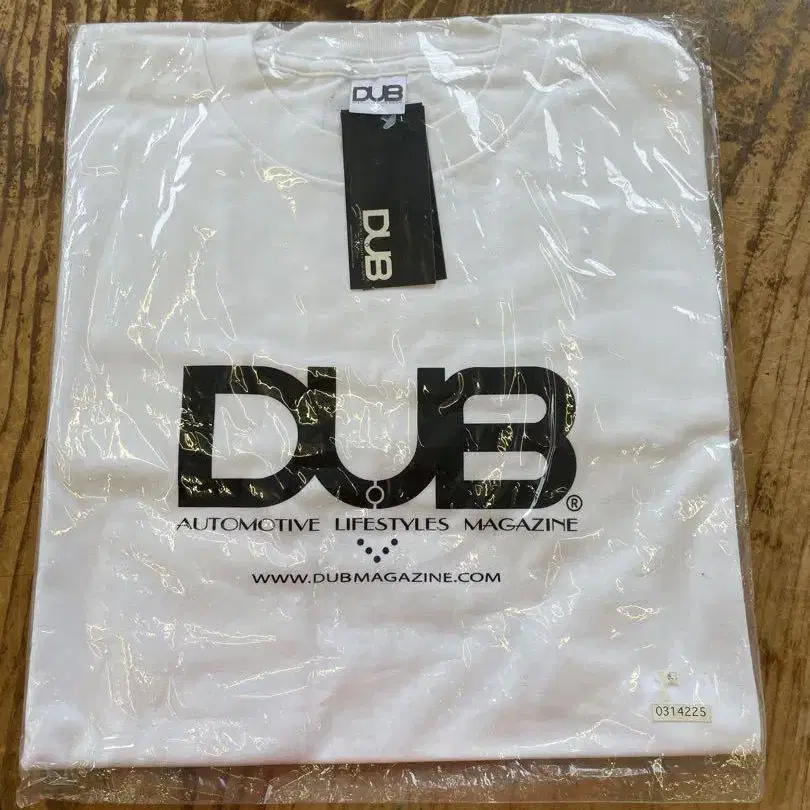 DUB
DUB
DUB®
AUTOMOTIVE LIFESTYLES MAGAZINE
WWW.DUBMAGAZINE.COM
0314225